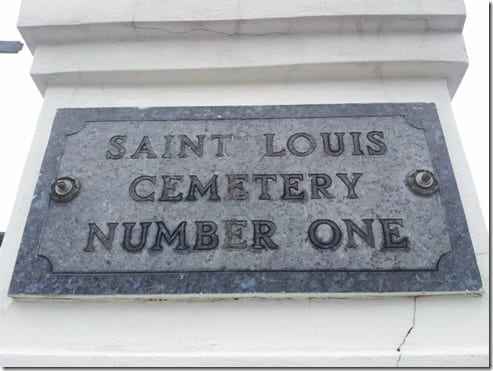 SAINT LOUIS
CEMETERY
NUMBER ONE